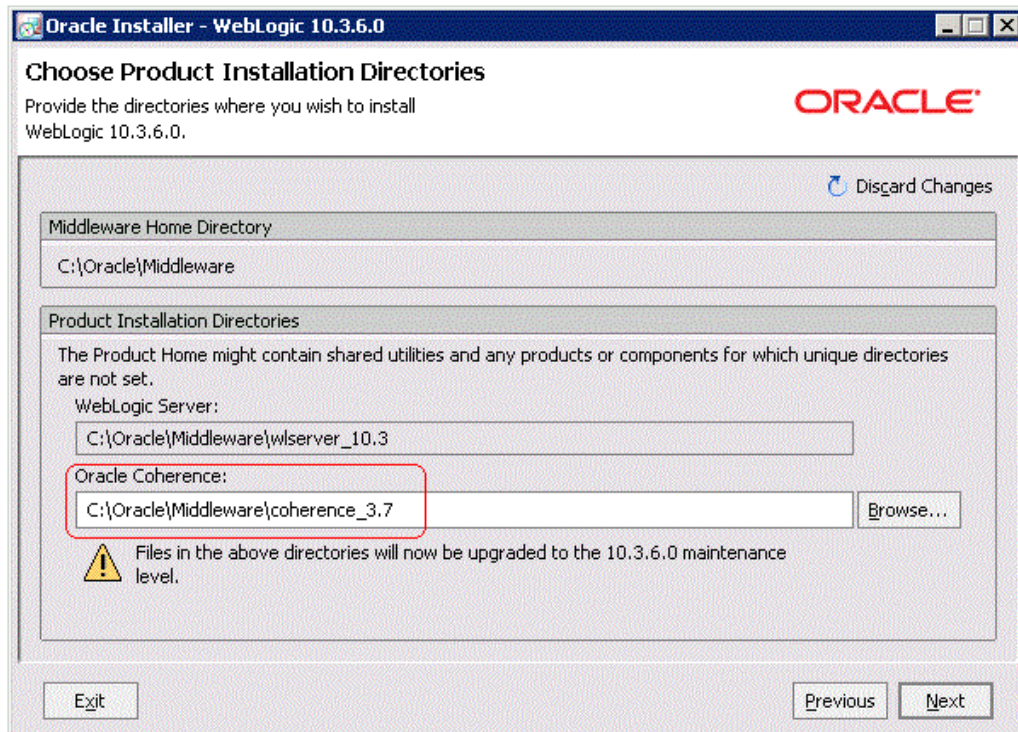 Oracle Installer - WebLogic 10.3.6.0
Choose Product Installation Directories
Provide the directories where you wish to install
WebLogic 10.3.6.0.
ORACLE
Discard Changes
Middleware Home Directory
C:\Oracle\Middleware
Product Installation Directories
The Product Home might contain shared utilities and any products or components for which unique directories
are not set.
WebLogic Server:
C:\Oracle\Middleware\wlserver_10.3
Oracle Coherence:
C:\Oracle\Middleware\coherence_3.7
Browse...
Files in the above directories will now be upgraded to the 10.3.6.0 maintenance
level.
Exit
Previous
Next